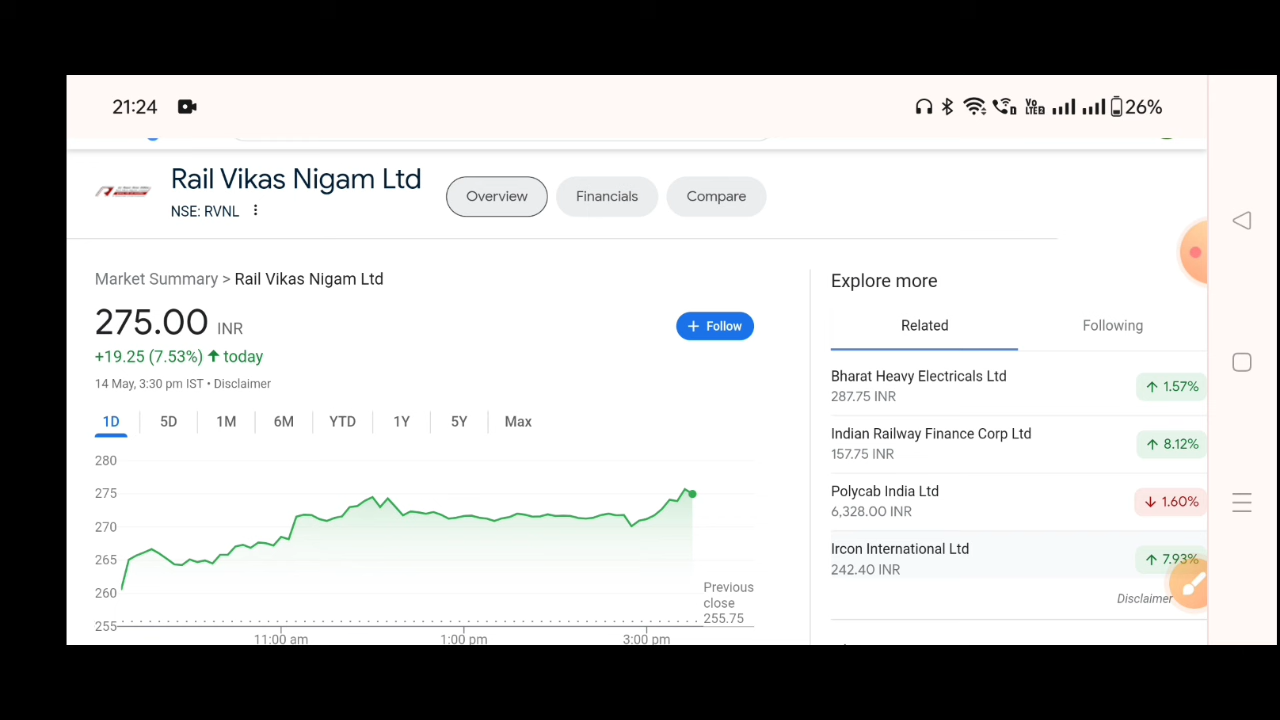 21:24
VO
LTE2
26%
Rail Vikas Nigam Ltd
NSE: RVNL
Overview
Financials
Compare
Market Summary > Rail Vikas Nigam Ltd
275.00 INR
+19.25 (7.53%) ↑ today
14 May, 3:30 pm IST • Disclaimer
+ Follow
1D
5D
1M
6M
YTD
1Y
5Y
Max
280
275
270
265
260
255
Previous
close
255.75
11:00 am
1:00 pm
3:00 pm
Explore more
Related
Following
Bharat Heavy Electricals Ltd
287.75 INR
↑ 1.57%
Indian Railway Finance Corp Ltd
157.75 INR
↑ 8.12%
Polycab India Ltd
6,328.00 INR
↓ 1.60%
Ircon International Ltd
242.40 INR
↑ 7.93%
Disclaimer